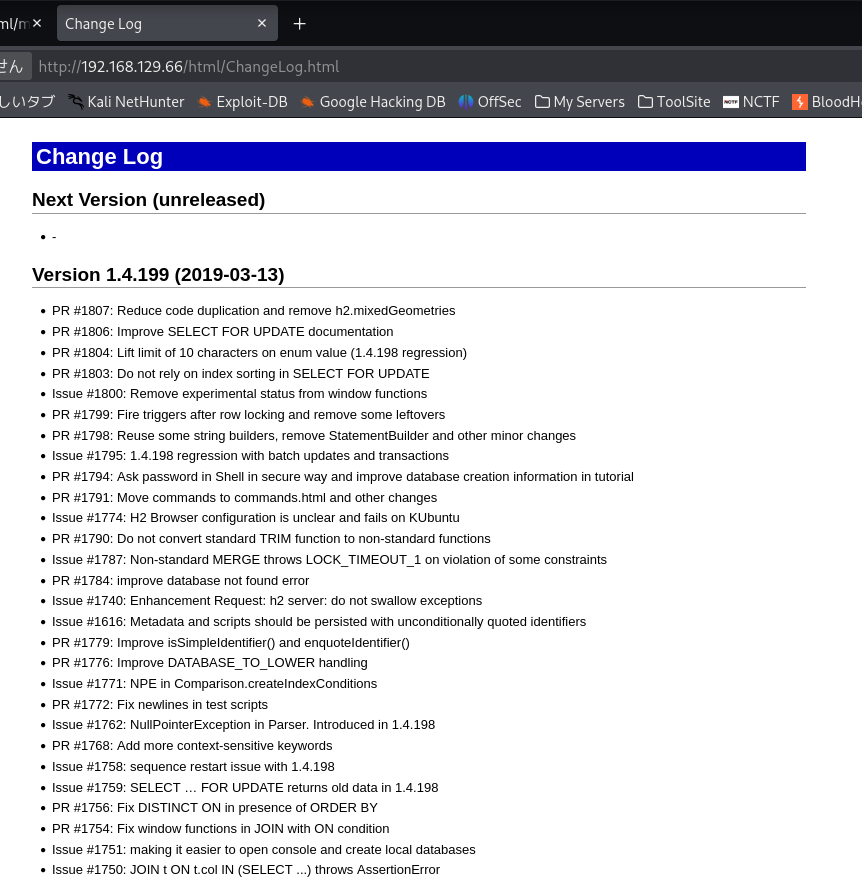 ml/m
Change Log
せん http://192.168.129.66/html/ChangeLog.html
しいタブ Kali NetHunter Exploit-DB Google Hacking DB OffSec My Servers ToolSite NCTF NCTF BloodH
Change Log
Next Version (unreleased)
• -
Version 1.4.199 (2019-03-13)
• PR #1807: Reduce code duplication and remove h2.mixedGeometries
• PR #1806: Improve SELECT FOR UPDATE documentation
• PR #1804: Lift limit of 10 characters on enum value (1.4.198 regression)
• PR #1803: Do not rely on index sorting in SELECT FOR UPDATE
• Issue #1800: Remove experimental status from window functions
• PR #1799: Fire triggers after row locking and remove some leftovers
• PR #1798: Reuse some string builders, remove StatementBuilder and other minor changes
• Issue #1795: 1.4.198 regression with batch updates and transactions
• PR #1794: Ask password in Shell in secure way and improve database creation information in tutorial
• PR #1791: Move commands to commands.html and other changes
• Issue #1774: H2 Browser configuration is unclear and fails on KUbuntu
• PR #1790: Do not convert standard TRIM function to non-standard functions
• Issue #1787: Non-standard MERGE throws LOCK_TIMEOUT_1 on violation of some constraints
• PR #1784: improve database not found error
• Issue #1740: Enhancement Request: h2 server: do not swallow exceptions
• Issue #1616: Metadata and scripts should be persisted with unconditionally quoted identifiers
• PR #1779: Improve isSimpleIdentifier() and enquoteIdentifier()
• PR #1776: Improve DATABASE_TO_LOWER handling
• Issue #1771: NPE in Comparison.createIndexConditions
• PR #1772: Fix newlines in test scripts
• Issue #1762: NullPointerException in Parser. Introduced in 1.4.198
• PR #1768: Add more context-sensitive keywords
• Issue #1758: sequence restart issue with 1.4.198
• Issue #1759: SELECT … FOR UPDATE returns old data in 1.4.198
• PR #1756: Fix DISTINCT ON in presence of ORDER BY
• PR #1754: Fix window functions in JOIN with ON condition
• Issue #1751: making it easier to open console and create local databases
• Issue #1750: JOIN t ON t.col IN (SELECT ...) throws AssertionError